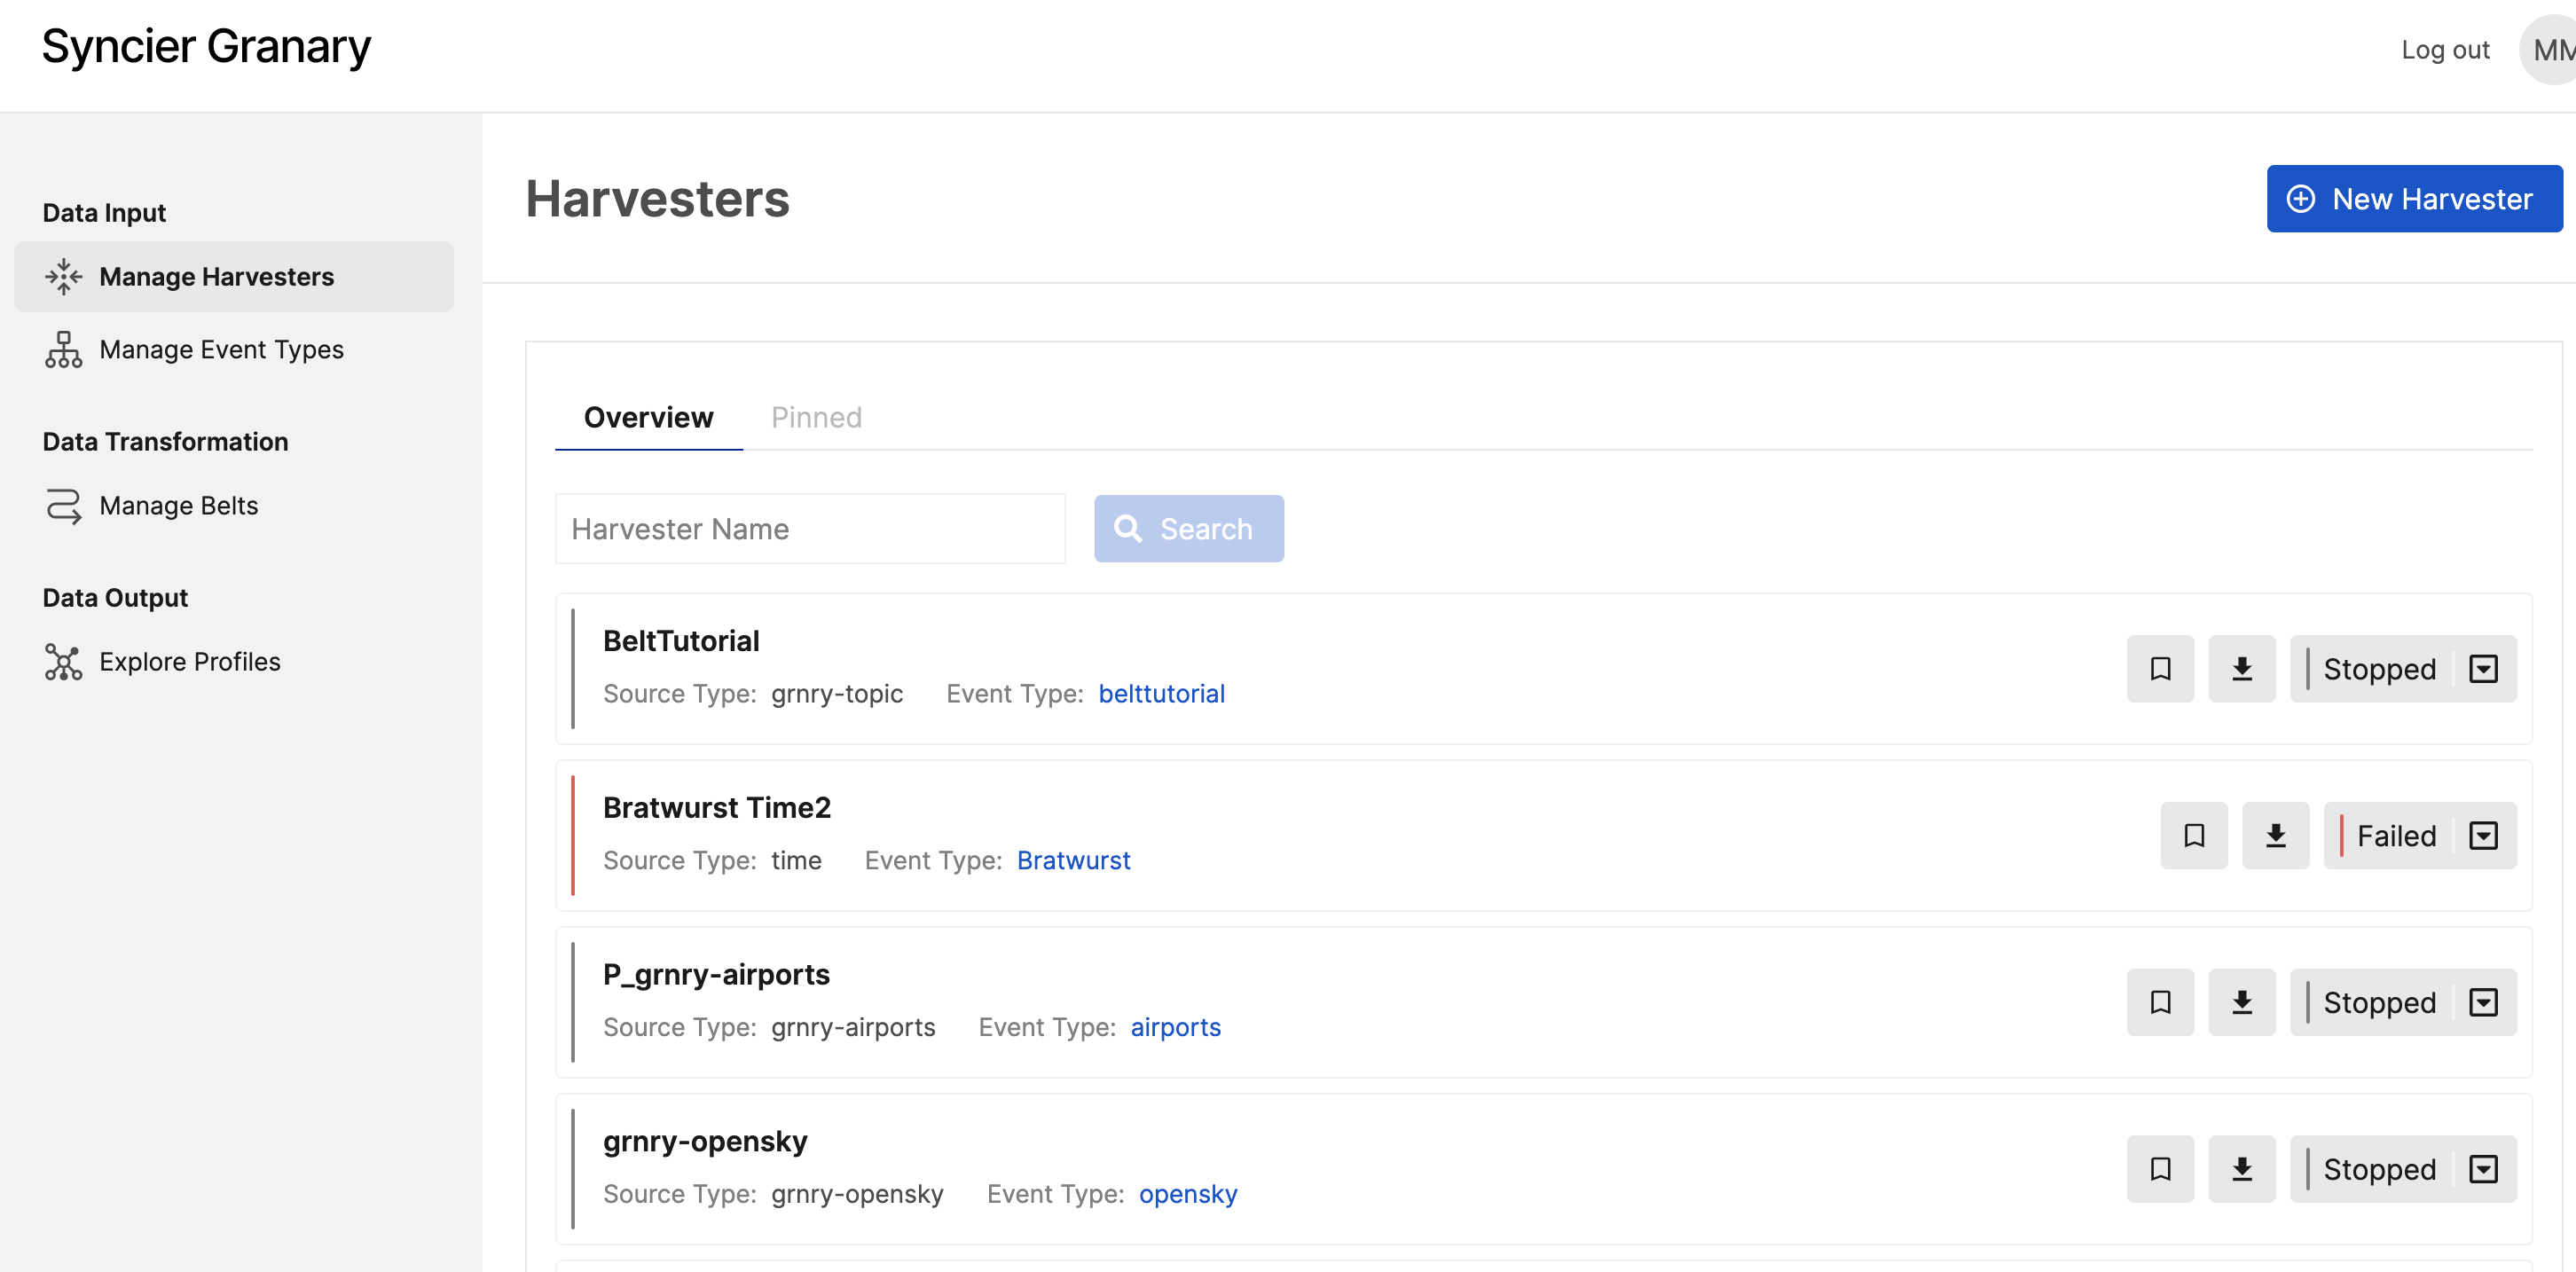 Syncier Granary
Log out
MM
Data Input
Manage Harvesters
Manage Event Types
Data Transformation
Manage Belts
Data Output
Explore Profiles
Harvesters
New Harvester
Overview Pinned
Harvester Name
Search
BeltTutorial
Source Type: grnry-topic Event Type: belttutorial
Stopped
Bratwurst Time2
Source Type: time Event Type: Bratwurst
Failed
P_grnry-airports
Source Type: grnry-airports Event Type: airports
Stopped
grnry-opensky
Source Type: grnry-opensky Event Type: opensky
Stopped